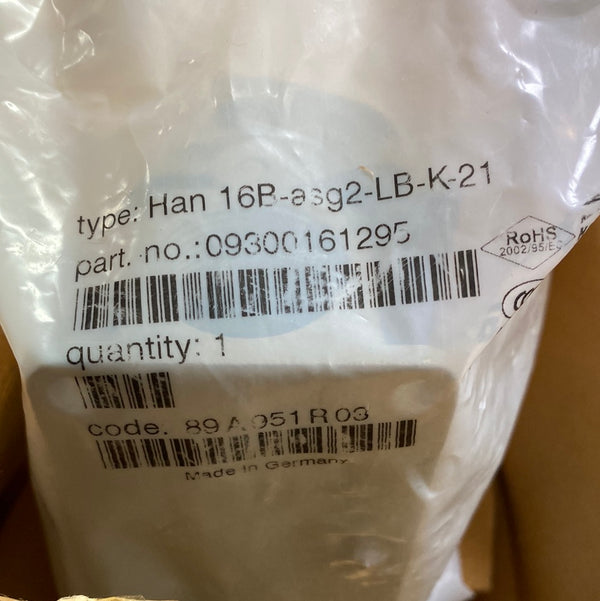 type: Han 16B-asg2-LB-K-21
part. no.:09300161295
RoHS
2002/95/EC
quantity: 1
code. 89 A 951 R 03
Made in Germany